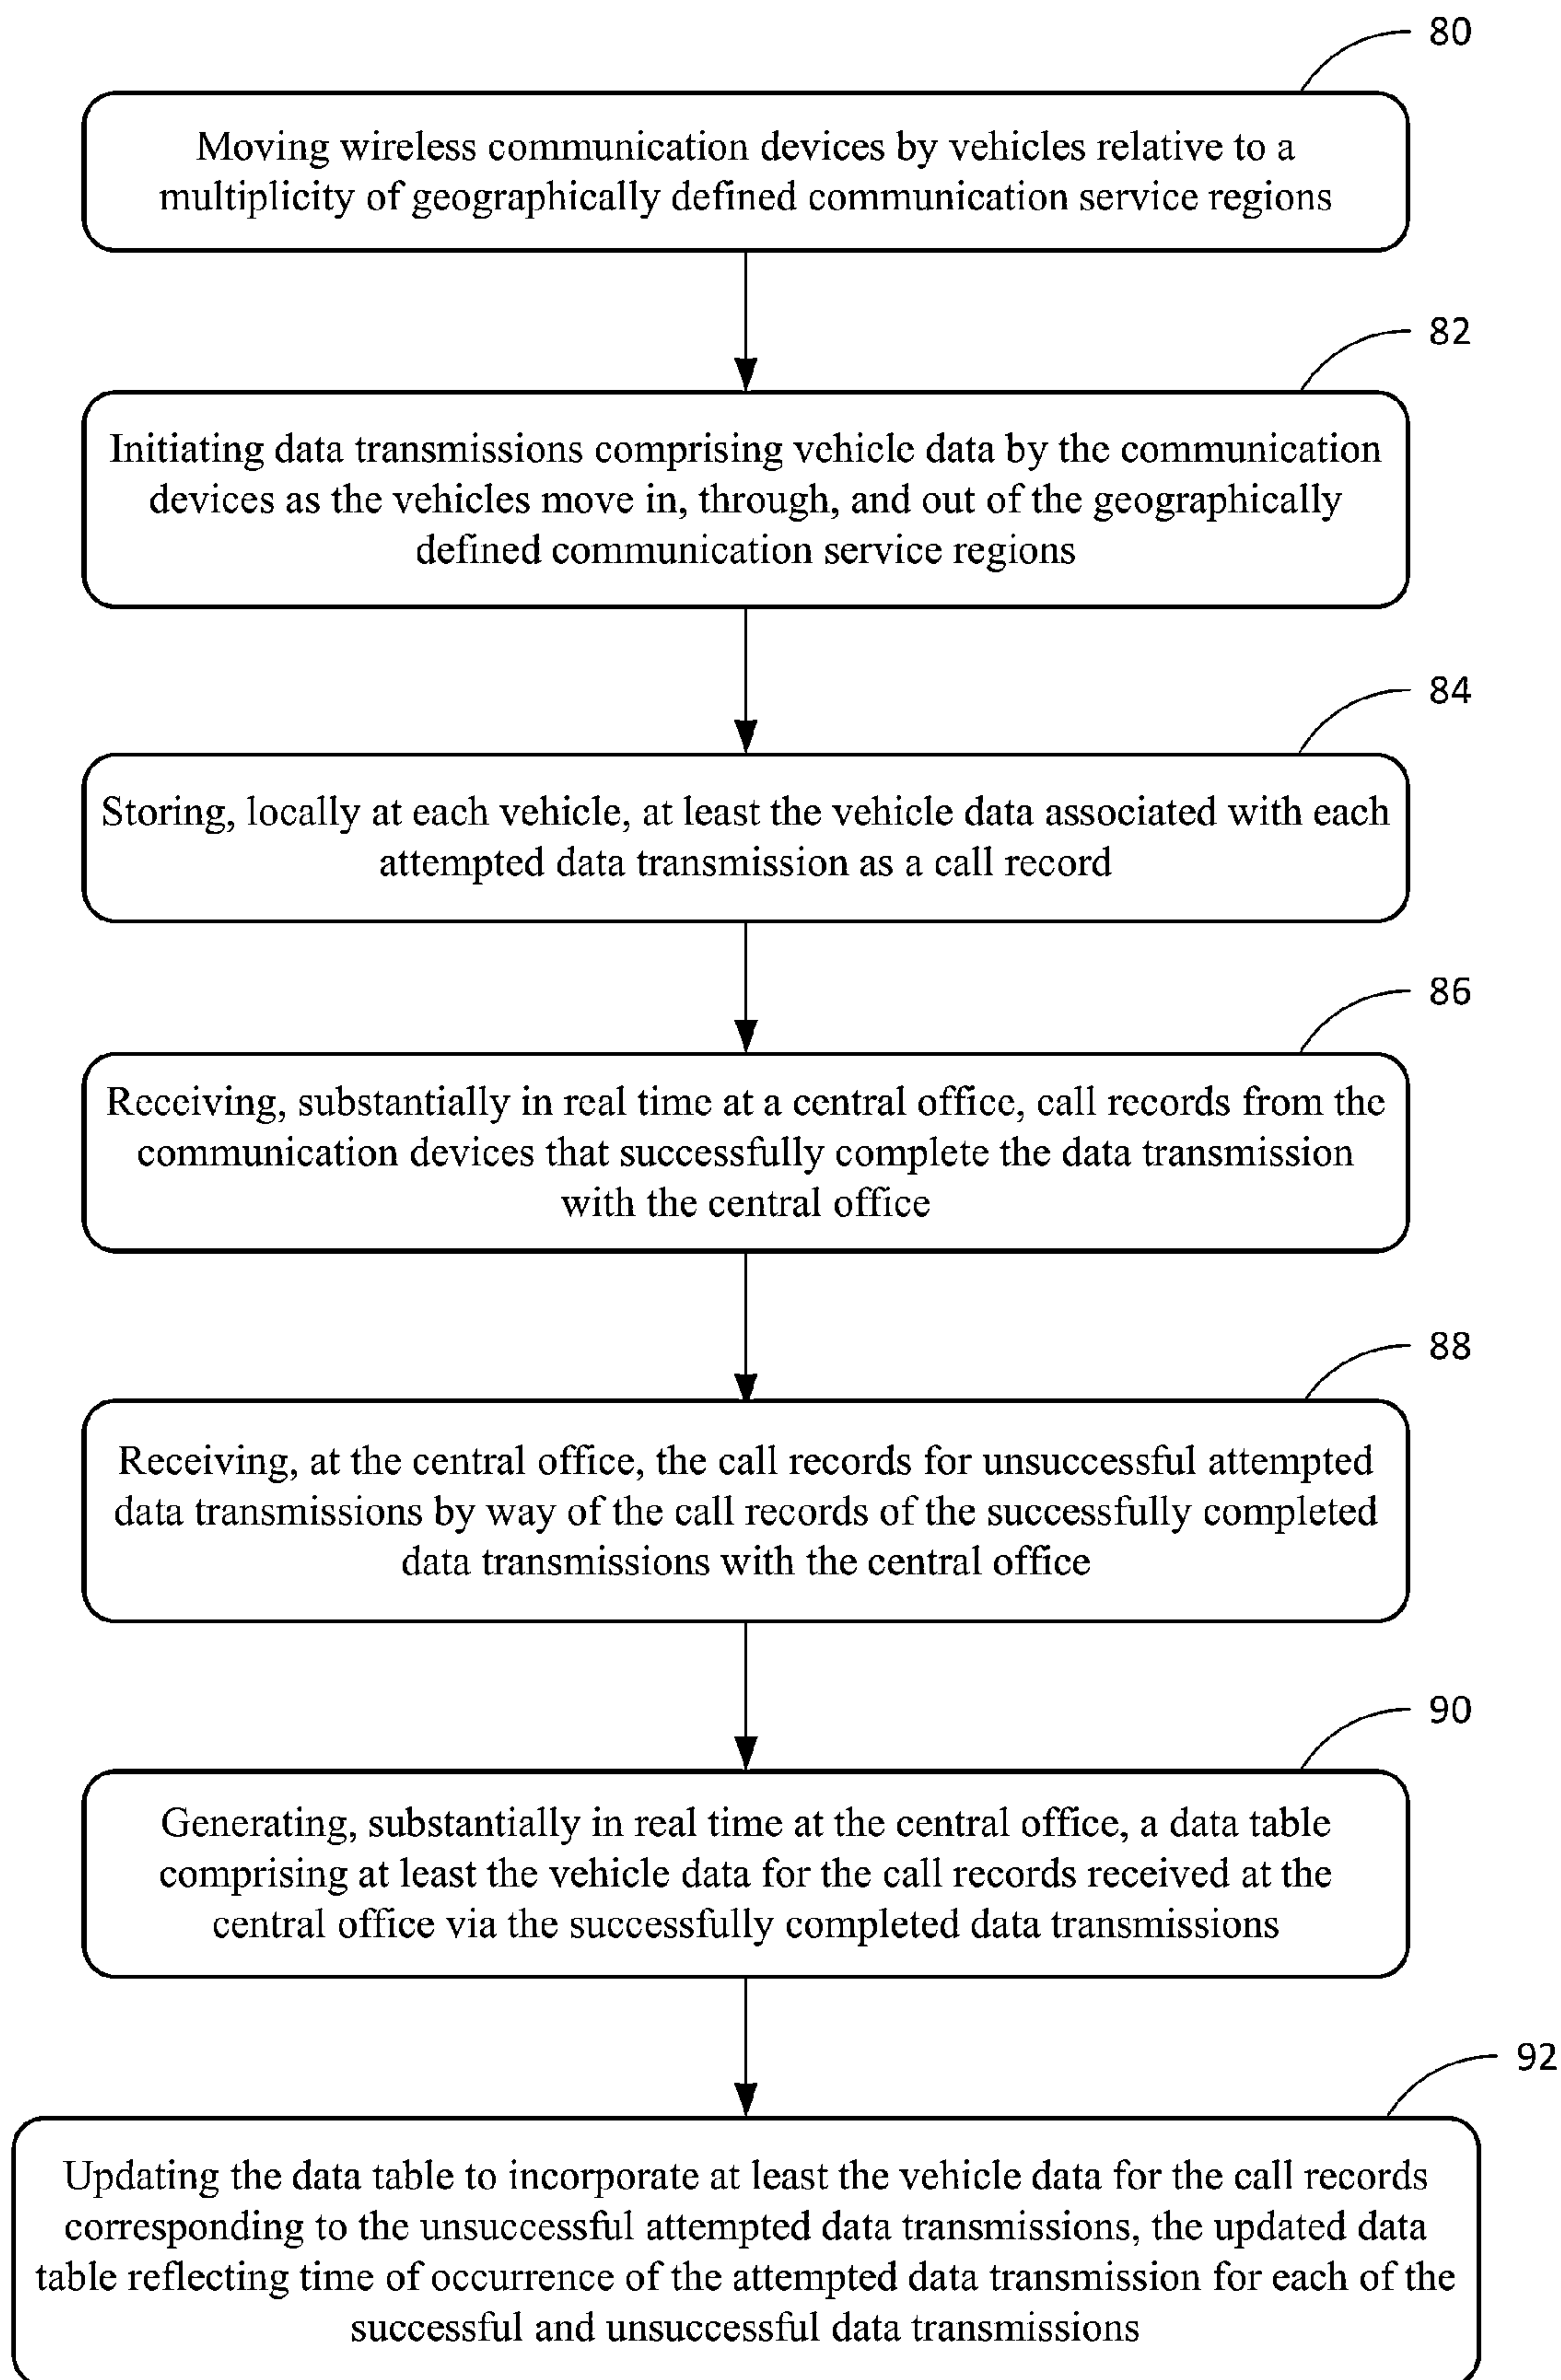 80
Moving wireless communication devices by vehicles relative to a
multiplicity of geographically defined communication service regions
82
Initiating data transmissions comprising vehicle data by the communication
devices as the vehicles move in, through, and out of the geographically
defined communication service regions
84
Storing, locally at each vehicle, at least the vehicle data associated with each
attempted data transmission as a call record
86
Receiving, substantially in real time at a central office, call records from the
communication devices that successfully complete the data transmission
with the central office
88
Receiving, at the central office, the call records for unsuccessful attempted
data transmissions by way of the call records of the successfully completed
data transmissions with the central office
90
Generating, substantially in real time at the central office, a data table
comprising at least the vehicle data for the call records received at the
central office via the successfully completed data transmissions
92
Updating the data table to incorporate at least the vehicle data for the call records
corresponding to the unsuccessful attempted data transmissions, the updated data
table reflecting time of occurrence of the attempted data transmission for each of the
successful and unsuccessful data transmissions